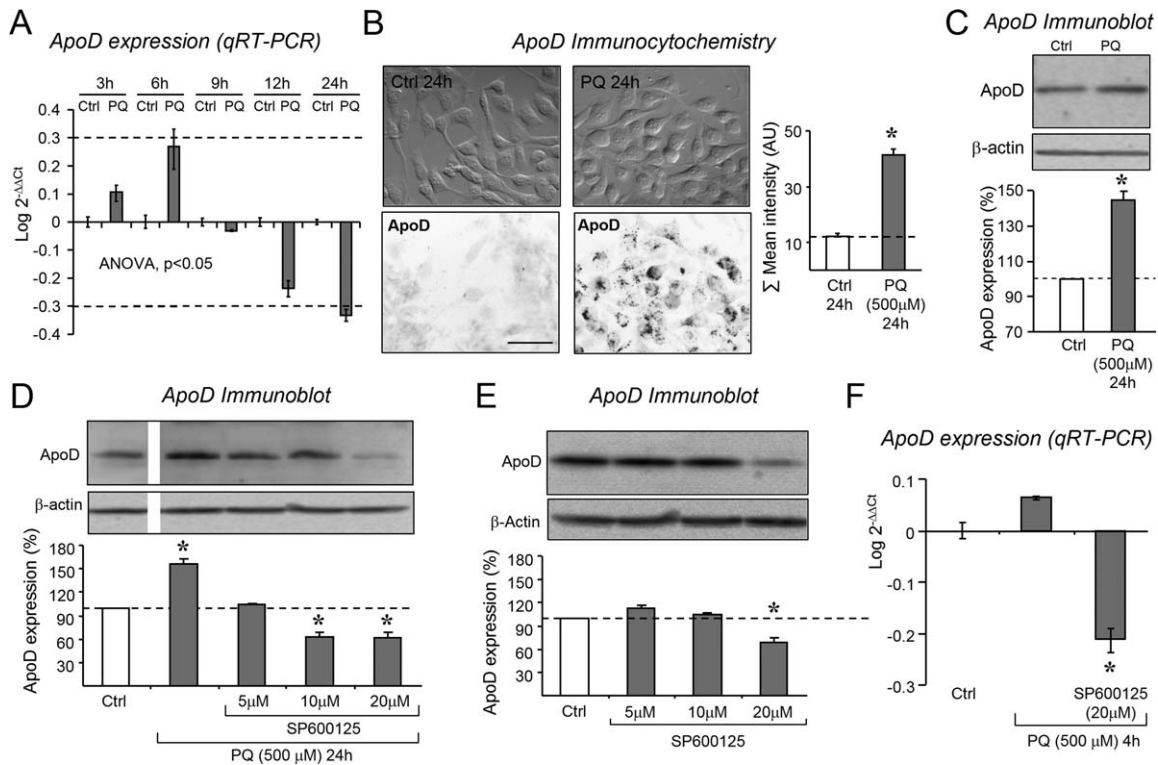 A
ApoD expression (qRT-PCR)
3h 6h 9h 12h 24h
Ctrl PQ Ctrl PQ Ctrl PQ Ctrl PQ Ctrl PQ
0.4
0.3
0.2
0.1
0
-0.1
-0.2
-0.3
-0.4
Log 2-ΔΔCt
ANOVA, p<0.05
B
ApoD Immunocytochemistry
Ctrl 24h
PQ 24h
ApoD
ApoD
Σ Mean intensity (AU)
50
30
10
*
Ctrl
24h
PQ
(500µM)
24h
C
ApoD Immunoblot
Ctrl PQ
ApoD
β-actin
ApoD expression (%)
150
130
110
90
70
*
Ctrl
PQ
(500µM)
24h
D
ApoD Immunoblot
ApoD
β-actin
ApoD expression (%)
180
150
120
90
60
30
* * *
Ctrl
5µM 10µM 20µM
SP600125
PQ (500 µM) 24h
E
ApoD Immunoblot
ApoD
β-Actin
ApoD expression (%)
180
150
120
90
60
30
*
Ctrl 5µM 10µM 20µM
SP600125
F
ApoD expression (qRT-PCR)
Log 2-ΔΔCt
0.1
0
-0.1
-0.2
-0.3
*
Ctrl
SP600125
(20µM)
PQ (500 µM) 4h